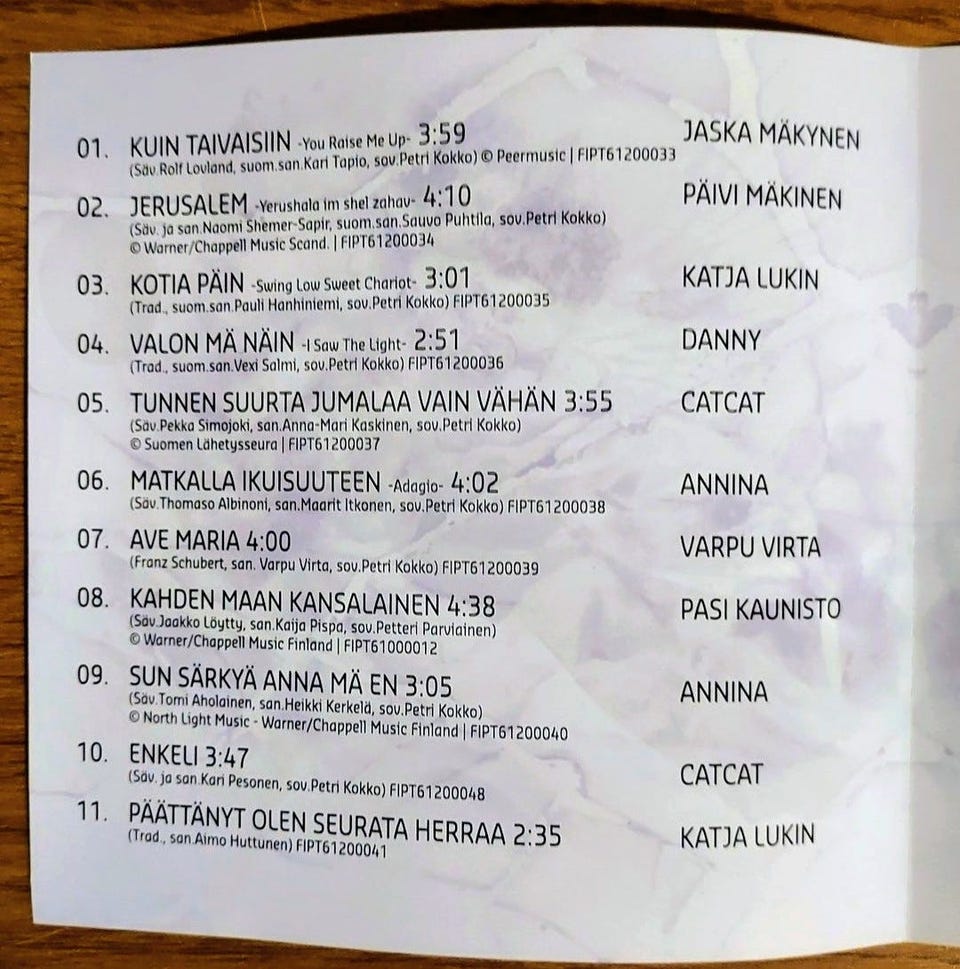 01. KUIN TAIVAISIIN -You Raise Me Up- 3:59 JASKA MÄKYNEN
(Säv.Rolf Lovland, suom.san.Kari Tapio, sov.Petri Kokko) © Peermusic | FIPT61200033
02. JERUSALEM -Yerushala im shel zahav- 4:10 PÄIVI MÄKINEN
(Säv. ja san.Naomi Shemer-Sapir, suom.san.Sauvo Puhtila, sov.Petri Kokko)
© Warner/Chappell Music Scand. | FIPT61200034
03. KOTIA PÄIN -Swing Low Sweet Chariot- 3:01 KATJA LUKIN
(Trad., suom.san.Pauli Hanhiniemi, sov.Petri Kokko) FIPT61200035
04. VALON MÄ NÄIN -I Saw The Light- 2:51 DANNY
(Trad., suom.san.Vexi Salmi, sov.Petri Kokko) FIPT61200036
05. TUNNEN SUURTA JUMALAA VAIN VÄHÄN 3:55 CATCAT
(Säv.Pekka Simojoki, san.Anna-Mari Kaskinen, sov.Petri Kokko)
© Suomen Lähetysseura | FIPT61200037
06. MATKALLA IKUISUUTEEN -Adagio- 4:02 ANNINA
(Säv.Thomaso Albinoni, san.Maarit Itkonen, sov.Petri Kokko) FIPT61200038
07. AVE MARIA 4:00 VARPU VIRTA
(Franz Schubert, san. Varpu Virta, sov.Petri Kokko) FIPT61200039
08. KAHDEN MAAN KANSALAINEN 4:38 PASI KAUNISTO
(Säv.Jaakko Löytty, san.Kaija Pispa, sov.Petteri Parviainen)
© Warner/Chappell Music Finland | FIPT61000012
09. SUN SÄRKYÄ ANNA MÄ EN 3:05 ANNINA
(Säv.Tomi Aholainen, san.Heikki Kerkelä, sov.Petri Kokko)
© North Light Music - Warner/Chappell Music Finland | FIPT61200040
10. ENKELI 3:47 CATCAT
(Säv. ja san.Kari Pesonen, sov.Petri Kokko) FIPT61200048
11. PÄÄTTÄNYT OLEN SEURATA HERRAA 2:35 KATJA LUKIN
(Trad., san.Aimo Huttunen) FIPT61200041